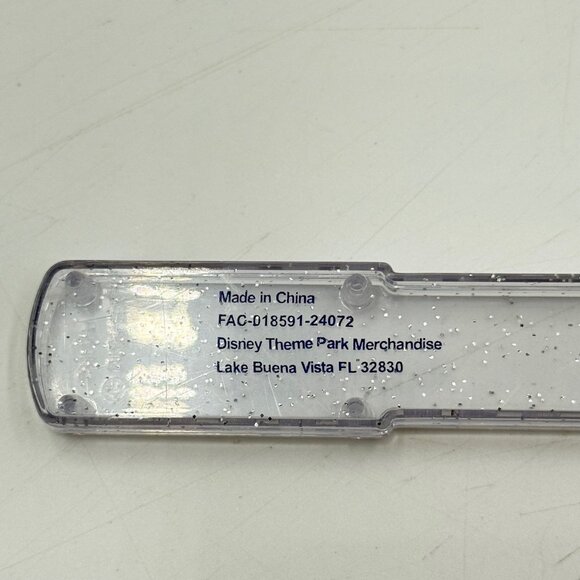 Made in China
FAC-018591-24072
Disney Theme Park Merchandise
Lake Buena Vista FL 32830